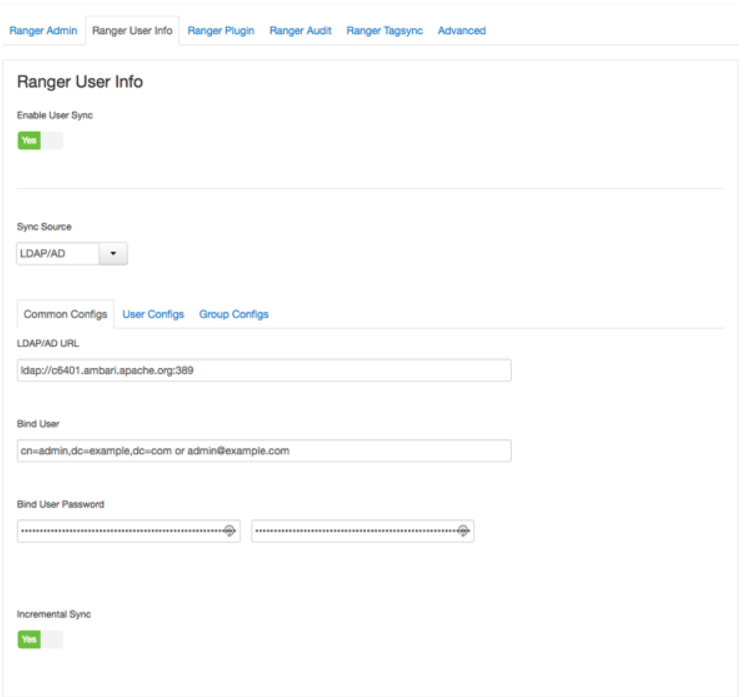 Ranger Admin Ranger User Info Ranger Plugin Ranger Audit Ranger Tagsync Advanced
Ranger User Info
Enable User Sync
Yes
Sync Source
LDAP/AD
Common Configs User Configs Group Configs
LDAP/AD URL
ldap://c6401.ambari.apache.org:389
Bind User
cn=admin,dc=example,dc=com or admin@example.com
Bind User Password
Incremental Sync
Yes